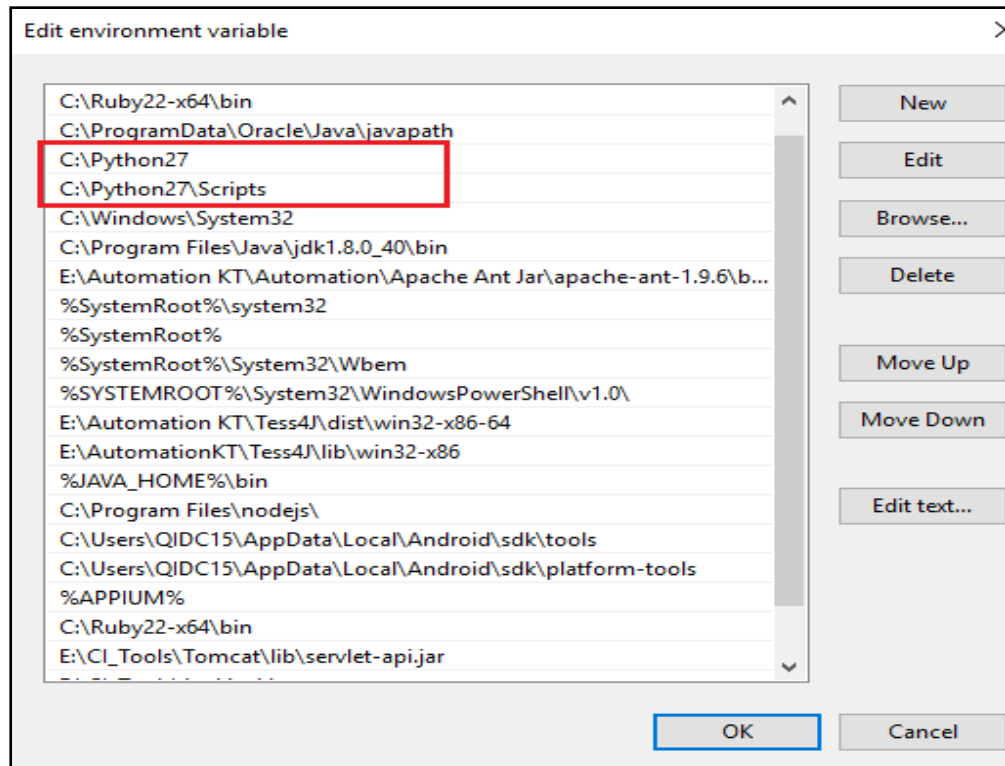 Edit environment variable
C:\Ruby22-x64\bin
C:\ProgramData\Oracle\Java\javapath
C:\Python27
C:\Python27\Scripts
C:\Windows\System32
C:\Program Files\Java\jdk1.8.0_40\bin
E:\Automation KT\Automation\Apache Ant Jar\apache-ant-1.9.6\b...
%SystemRoot%\system32
%SystemRoot%
%SystemRoot%\System32\Wbem
%SYSTEMROOT%\System32\WindowsPowerShell\v1.0\
E:\Automation KT\Tess4J\dist\win32-x86-64
E:\AutomationKT\Tess4J\lib\win32-x86
%JAVA_HOME%\bin
C:\Program Files\nodejs\
C:\Users\QIDC15\AppData\Local\Android\sdk\tools
C:\Users\QIDC15\AppData\Local\Android\sdk\platform-tools
%APPIUM%
C:\Ruby22-x64\bin
E:\CI_Tools\Tomcat\lib\servlet-api.jar
New
Edit
Browse...
Delete
Move Up
Move Down
Edit text...
OK
Cancel